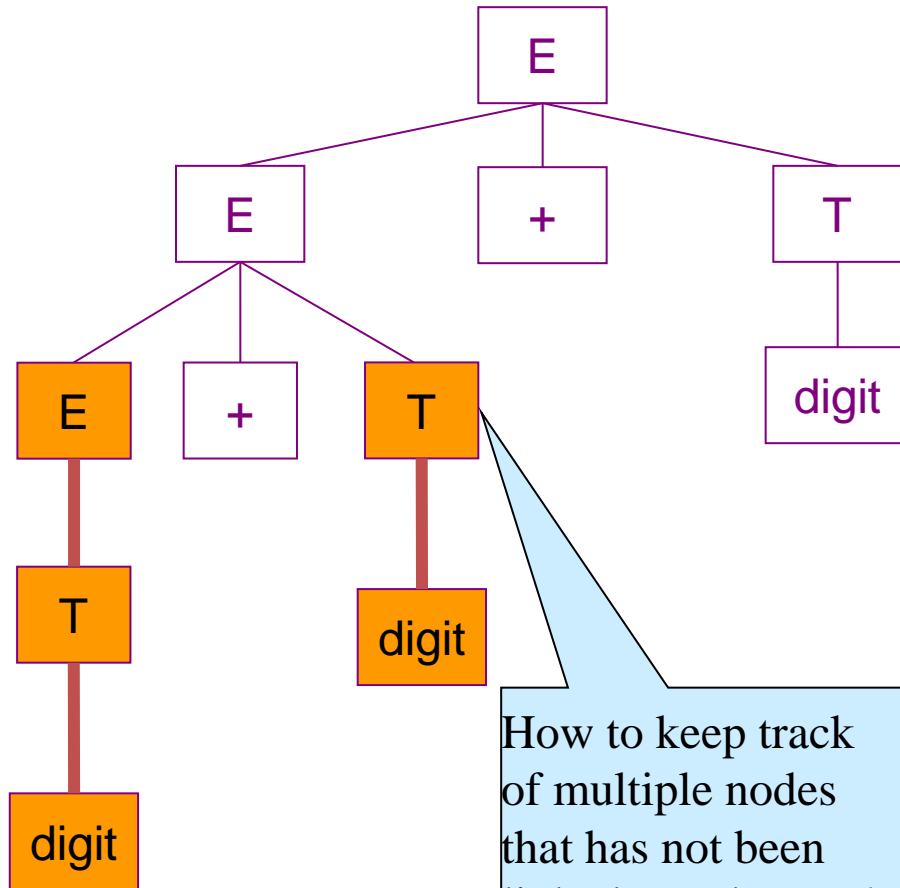 E
E + T
E + T digit
T digit
How to keep track
of multiple nodes
that has not been
digit